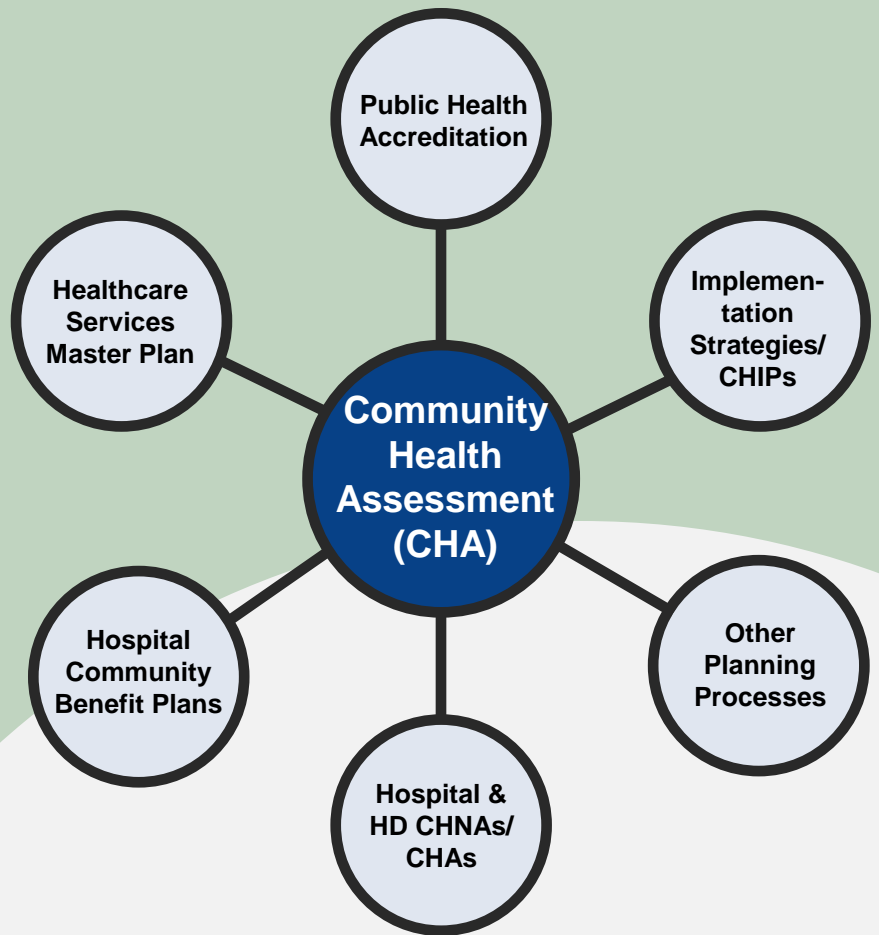 Public Health
Accreditation
Healthcare
Services
Master Plan
Implemen-
tation
Strategies/
CHIPs
Community
Health
Assessment
(CHA)
Hospital
Community
Benefit Plans
Other
Planning
Processes
Hospital &
HD CHNAs/
CHAs